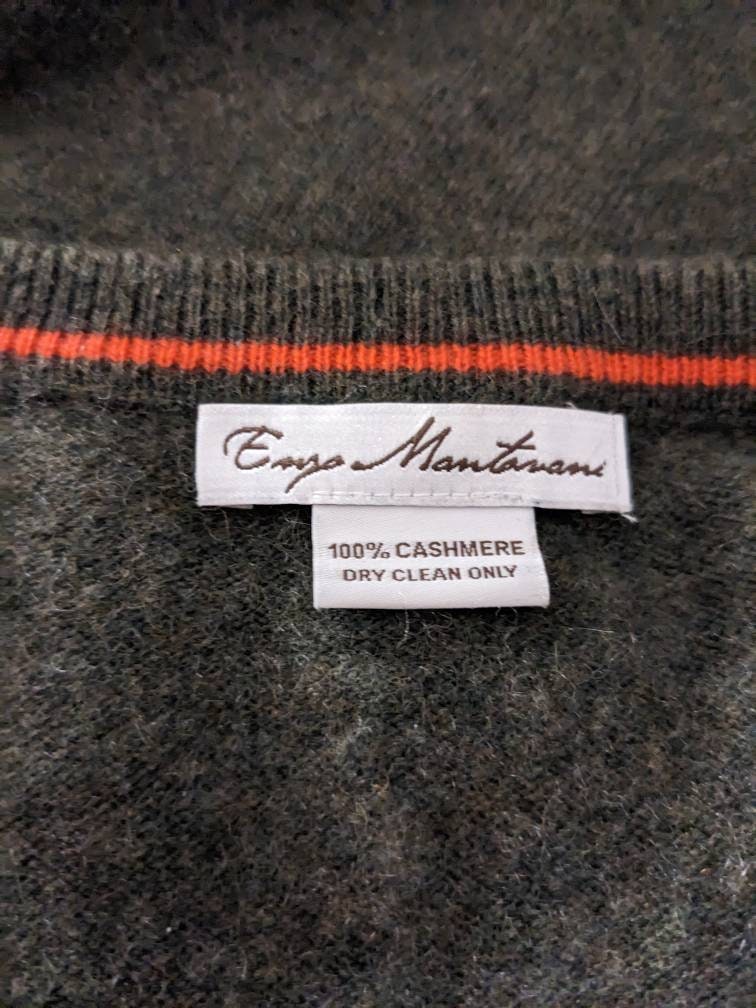 Enzo Mantovani
100% CASHMERE
DRY CLEAN ONLY